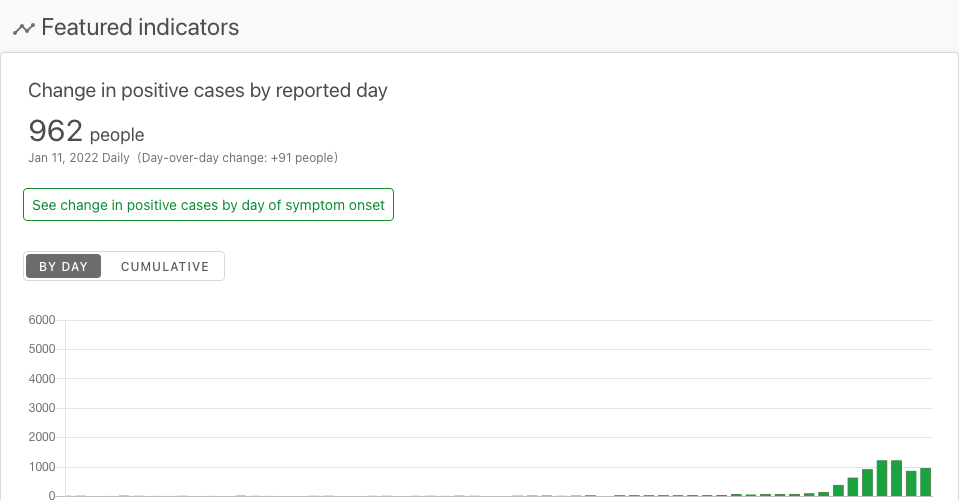 Featured indicators
Change in positive cases by reported day
962 people
Jan 11, 2022 Daily (Day-over-day change: +91 people)
See change in positive cases by day of symptom onset
BY DAY CUMULATIVE
6000
5000
4000
3000
2000
1000
0